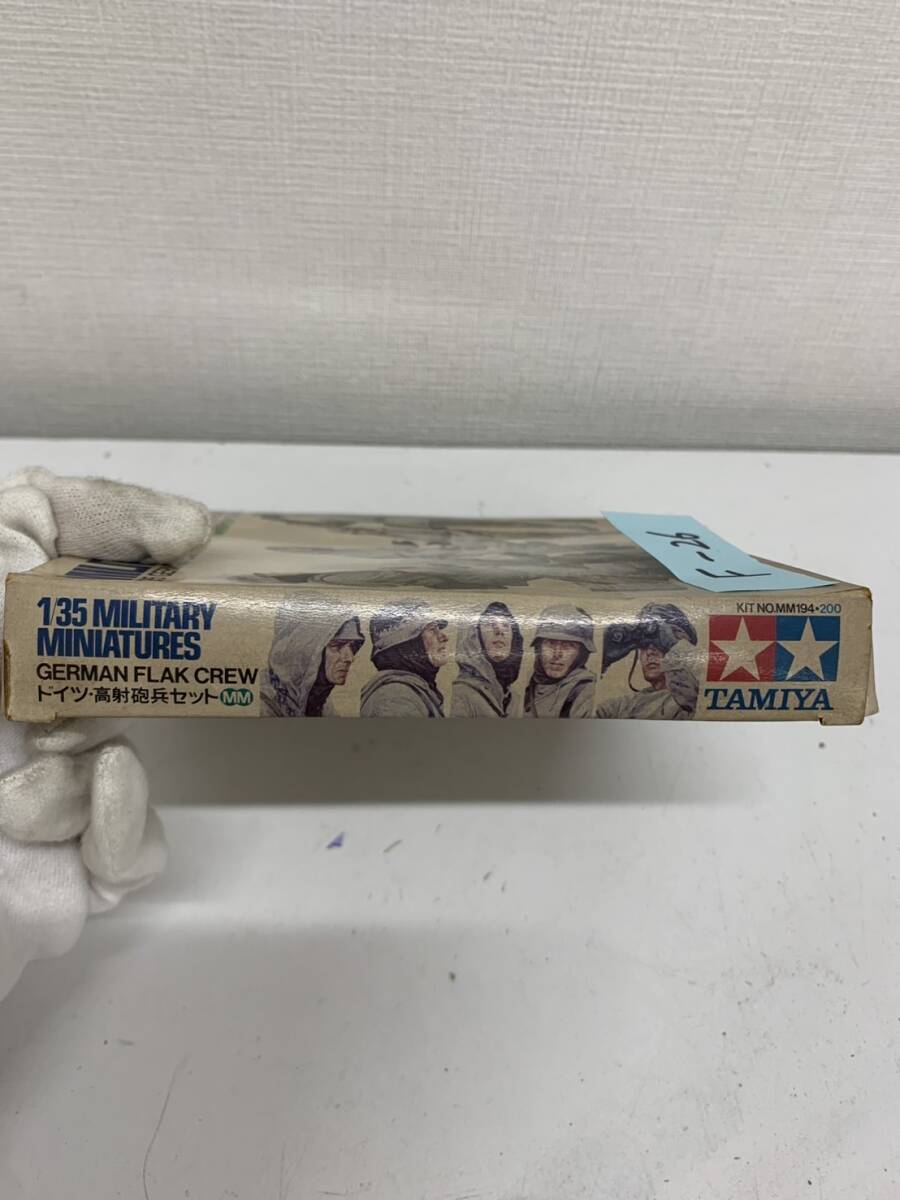 F-26
1/35 MILITARY
MINIATURES
GERMAN FLAK CREW
ドイツ・高射砲兵セット MM
KIT NO.MM194•200
TAMIYA